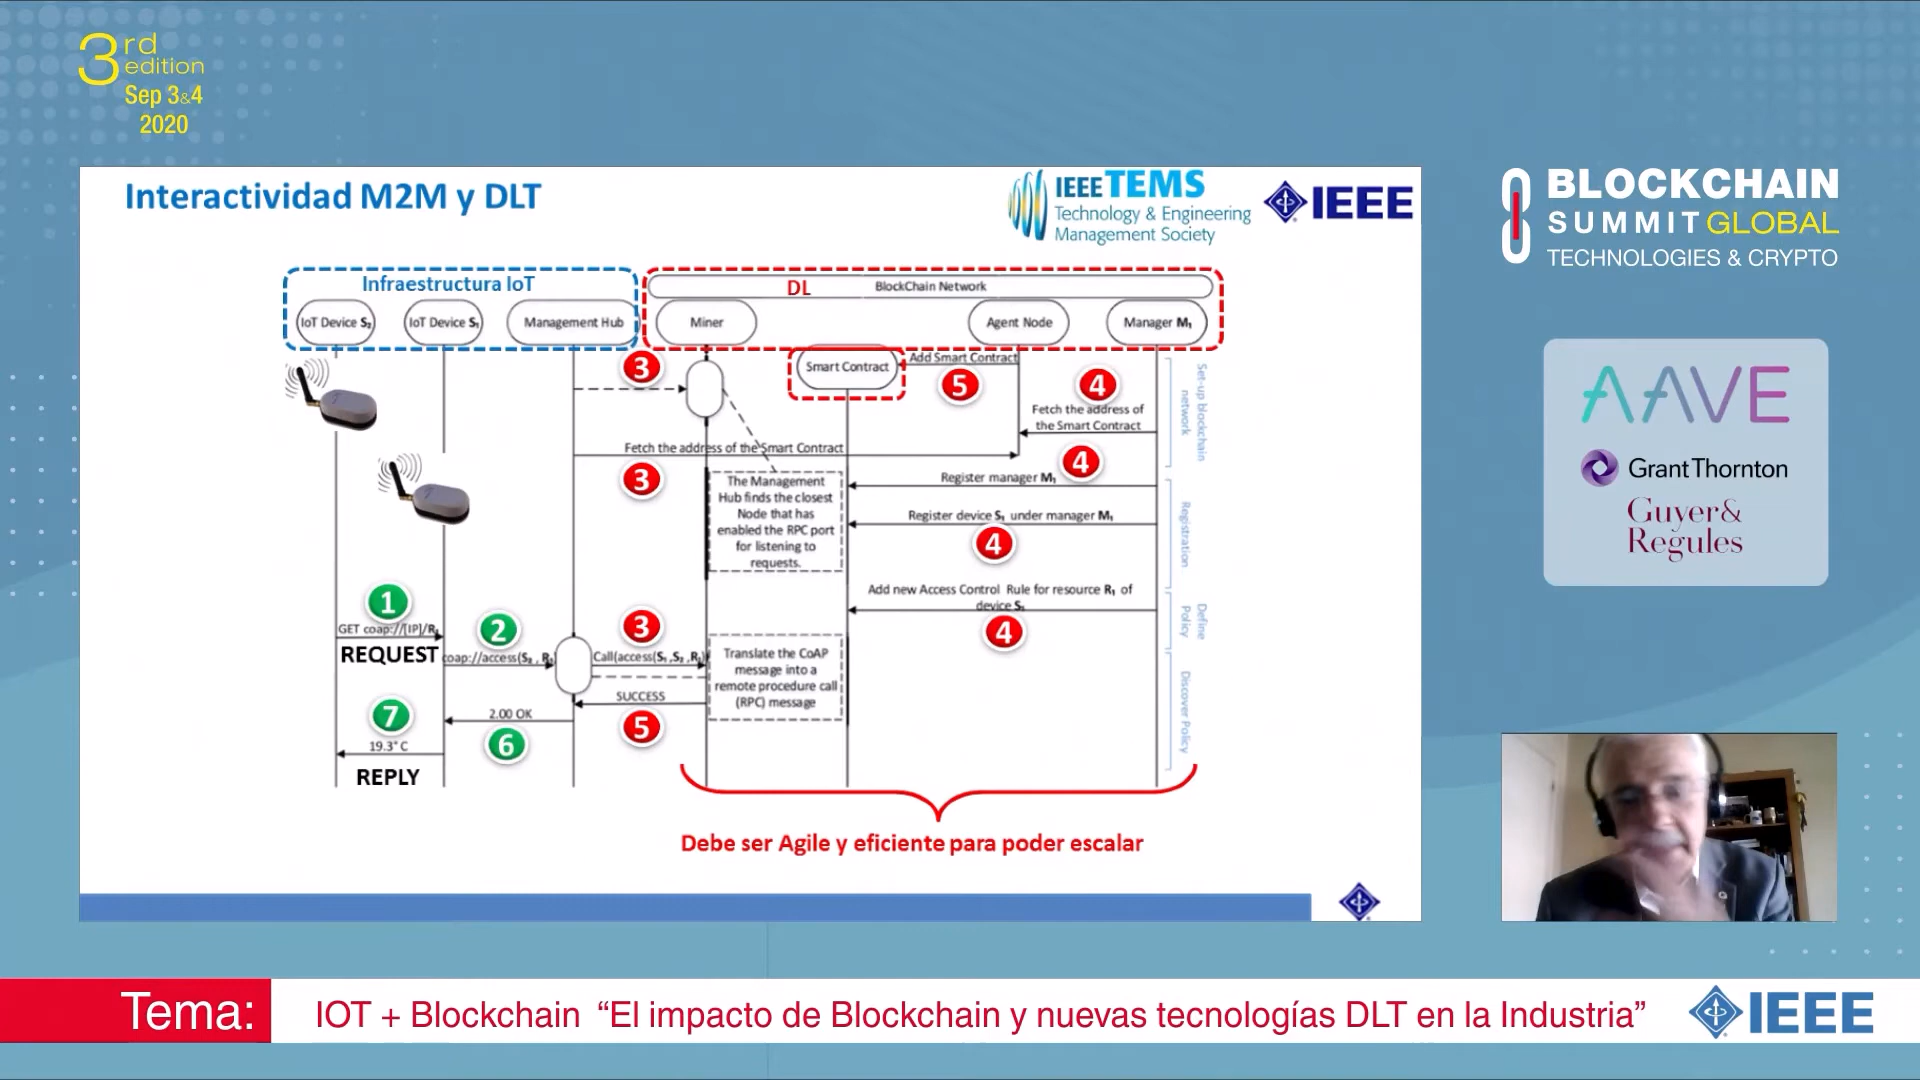 3rd
edition
Sep 3&4
2020
Interactividad M2M y DLT
IEEE TEMS
Technology & Engineering
Management Society
IEEE
BLOCKCHAIN
SUMMIT GLOBAL
TECHNOLOGIES & CRYPTO
Infraestructura IoT
DL
BlockChain Network
IoT Device S₂
IoT Device S₁
Management Hub
Miner
Agent Node
Manager M₁
Smart Contract
Add Smart Contract
3
5
4
Fetch the address of
the Smart Contract
Set-up blockchain
network
Fetch the address of the Smart Contract
3
4
Register manager M₁
The Management
Hub finds the closest
Node that has
enabled the RPC port
for listening to
requests.
Register device S₁ under manager M₁
4
Registration
Add new Access Control Rule for resource R₁ of
device S₁
4
Define
Policy
1
GET coap://[IP]/R₁
REQUEST
2
coap://access(S₂, R₁)
3
Call(access(S₁,S₂,R₁))
Translate the CoAP
message into a
remote procedure call
(RPC) message
SUCCESS
5
Discover Policy
7
2.00 OK
6
19.3° C
REPLY
Debe ser Agile y eficiente para poder escalar
AAVE
Grant Thornton
Guyer&
Regules
Tema:
IOT + Blockchain “El impacto de Blockchain y nuevas tecnologías DLT en la Industria”
IEEE